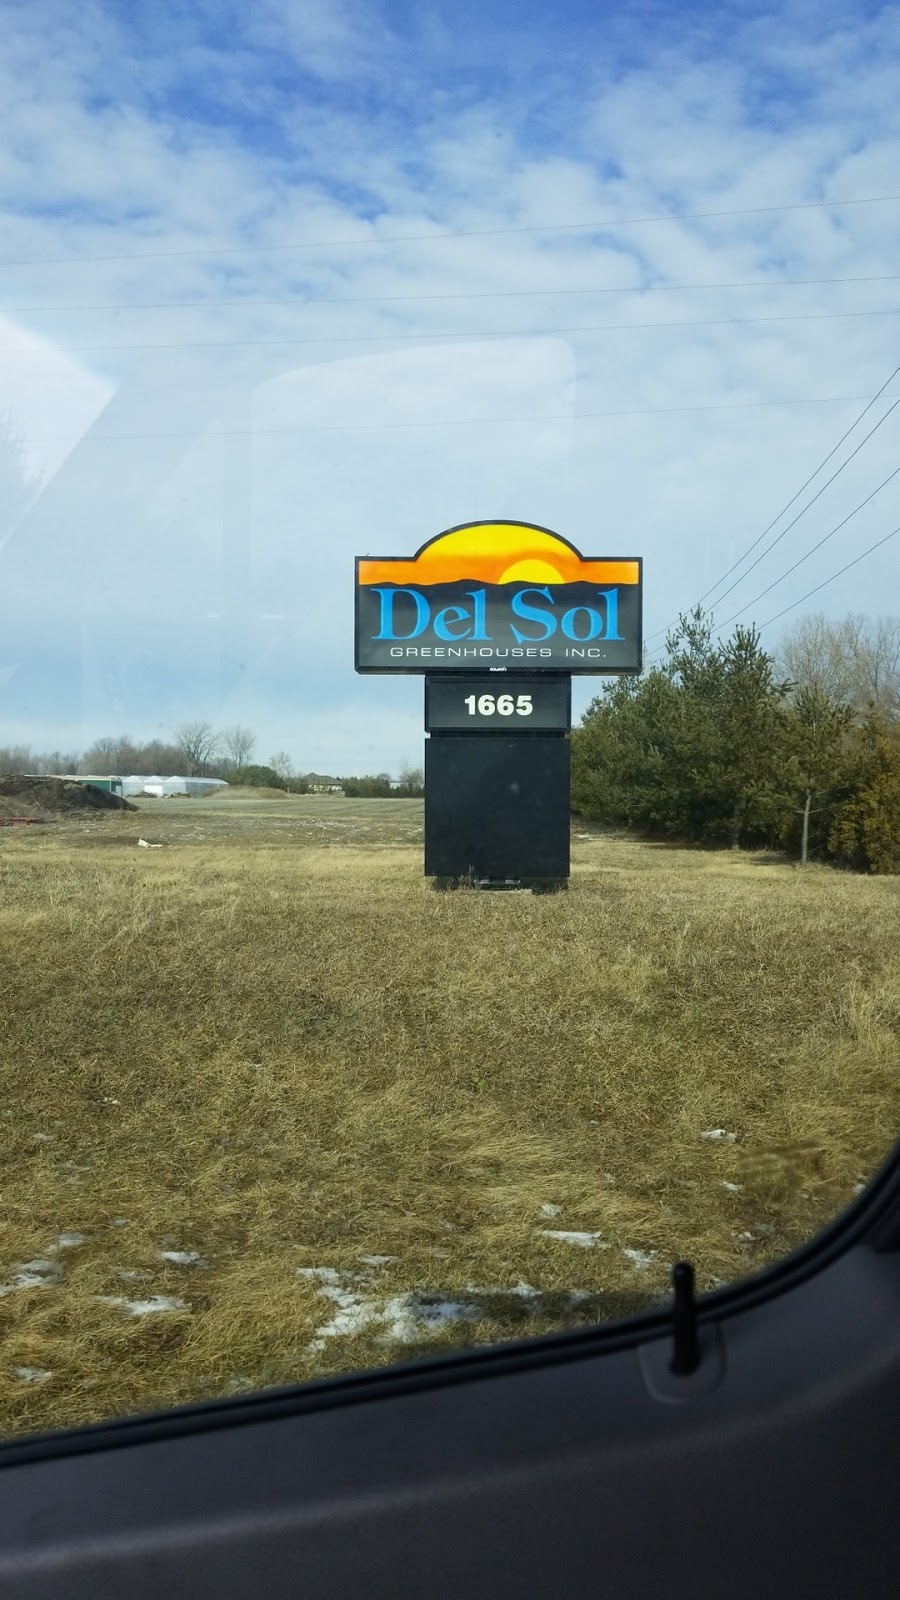 Del Sol
GREENHOUSES INC.
1665